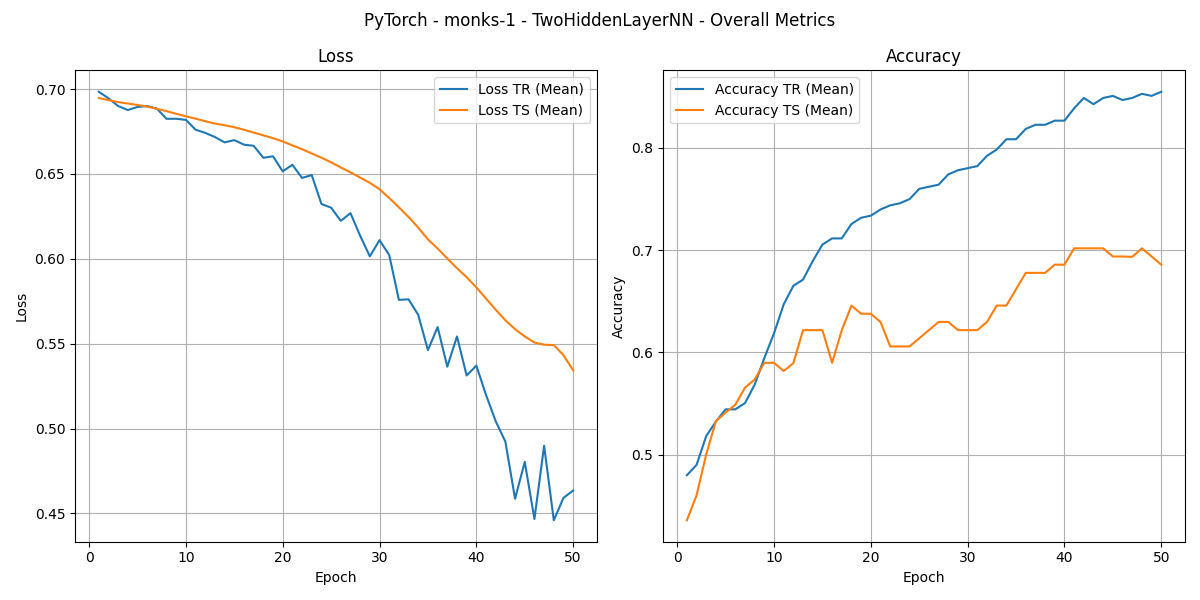 PyTorch - monks-1 - TwoHiddenLayerNN - Overall Metrics
Loss
Loss TR (Mean)
Loss TS (Mean)
0.70
0.65
0.60
0.55
0.50
0.45
Loss
0
10
20
30
40
50
Epoch
Accuracy
Accuracy TR (Mean)
Accuracy TS (Mean)
0.8
0.7
0.6
0.5
Accuracy
0
10
20
30
40
50
Epoch